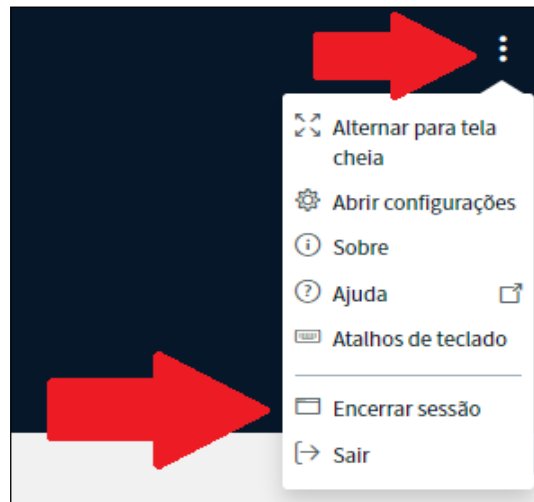 Alternar para tela
cheia
Abrir configurações
Sobre
Ajuda
Atalhos de teclado
Encerrar sessão
Sair